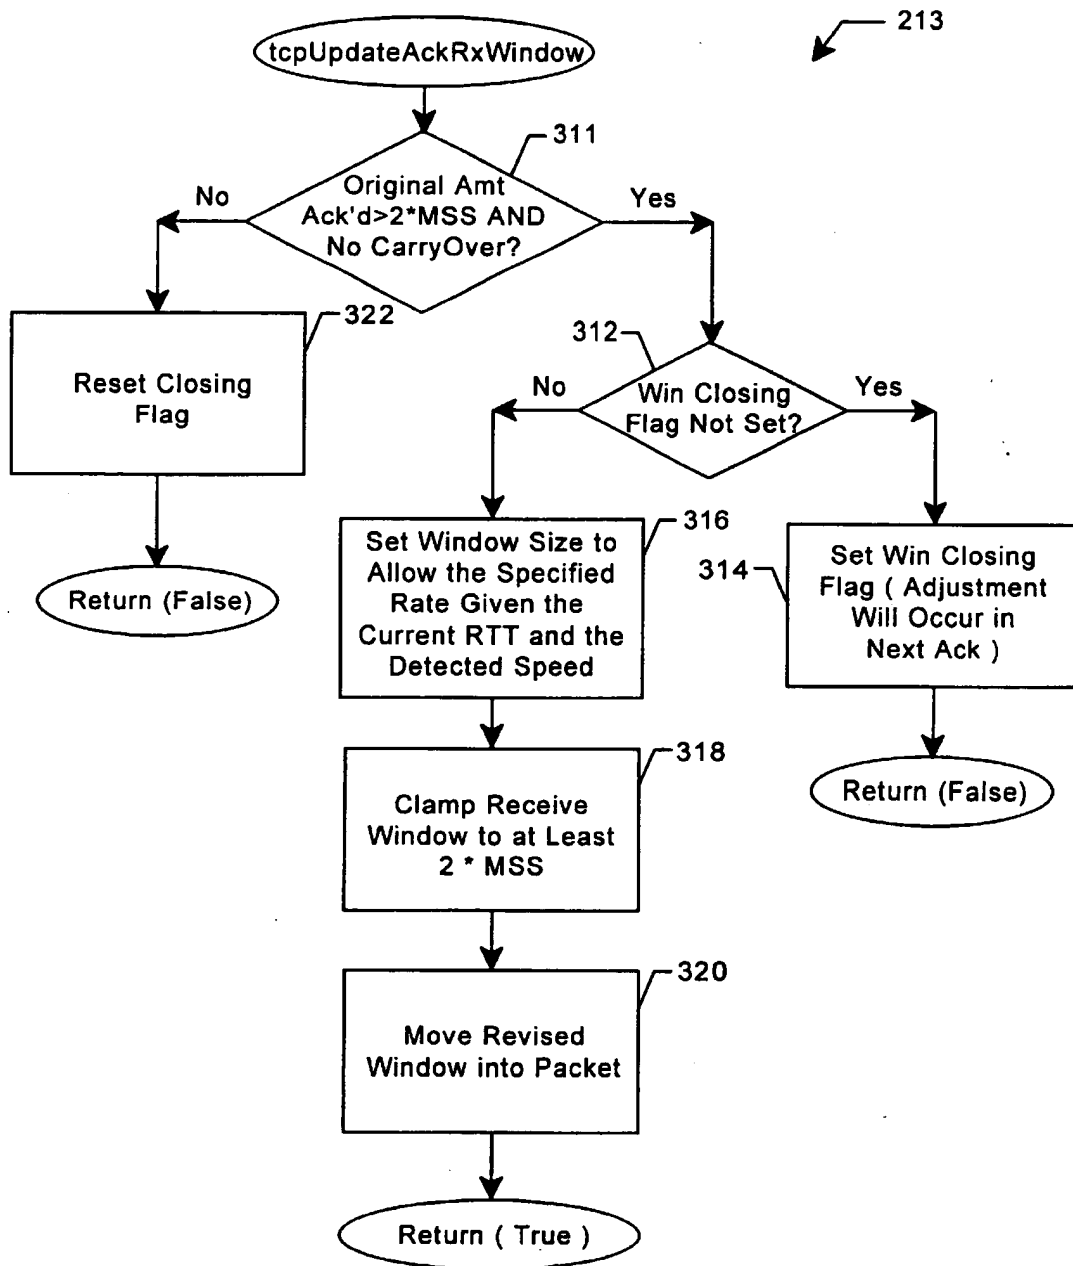 213
tcpUpdateAckRxWindow
311
Original Amt
Ack'd>2*MSS AND
No CarryOver?
No
Yes
322
Reset Closing
Flag
Return (False)
312
Win Closing
Flag Not Set?
No
Yes
316
Set Window Size to
Allow the Specified
Rate Given the
Current RTT and the
Detected Speed
314
Set Win Closing
Flag ( Adjustment
Will Occur in
Next Ack )
Return (False)
318
Clamp Receive
Window to at Least
2 * MSS
320
Move Revised
Window into Packet
Return ( True )